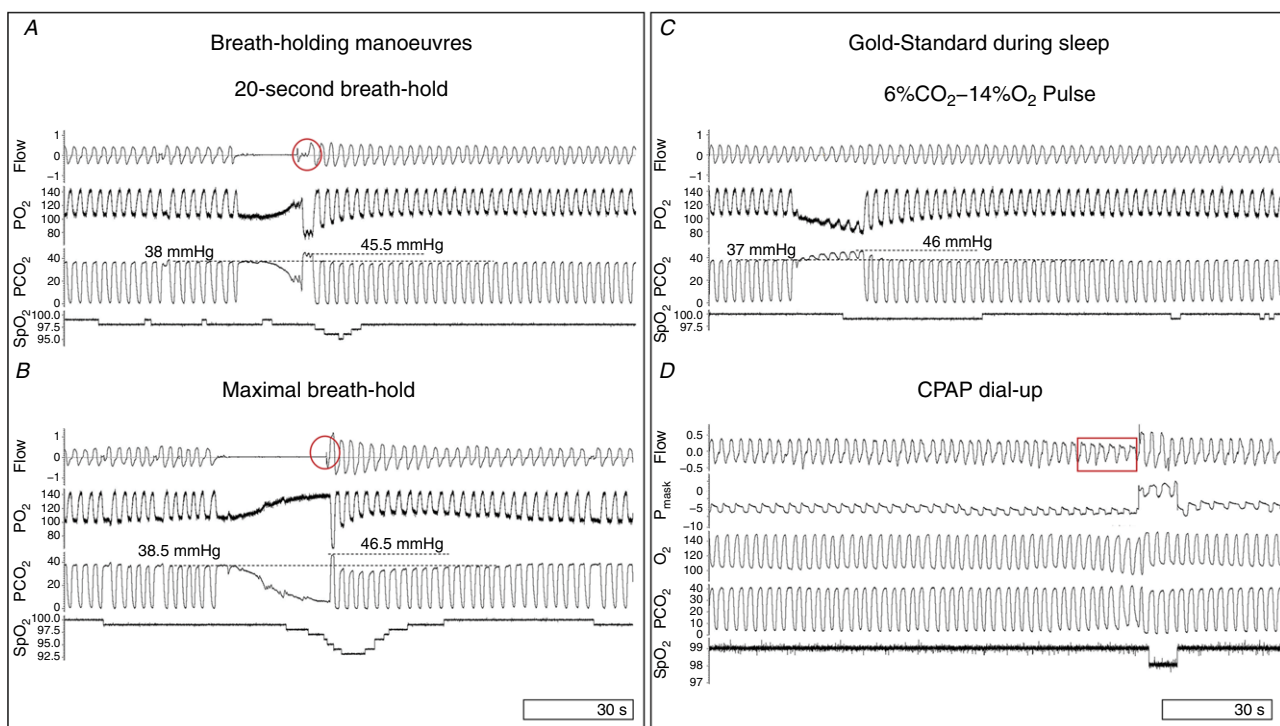 A
Breath-holding manoeuvres
20-second breath-hold
Flow
1
0
−1
PO2
140
120
100
80
38 mmHg
45.5 mmHg
PCO2
40
20
0
SpO2
100.0
97.5
95.0
B
Maximal breath-hold
Flow
1
0
−1
PO2
140
120
100
80
38.5 mmHg
46.5 mmHg
PCO2
40
20
0
SpO2
100.0
97.5
95.0
92.5
30 s
C
Gold-Standard during sleep
6%CO2–14%O2 Pulse
Flow
1
0
−1
PO2
140
120
100
80
37 mmHg
46 mmHg
PCO2
40
20
0
SpO2
100.0
97.5
D
CPAP dial-up
Flow
0.5
0.0
−0.5
Pmask
0
−5
−10
O2
140
120
100
PCO2
40
30
20
10
0
SpO2
99
98
97
30 s